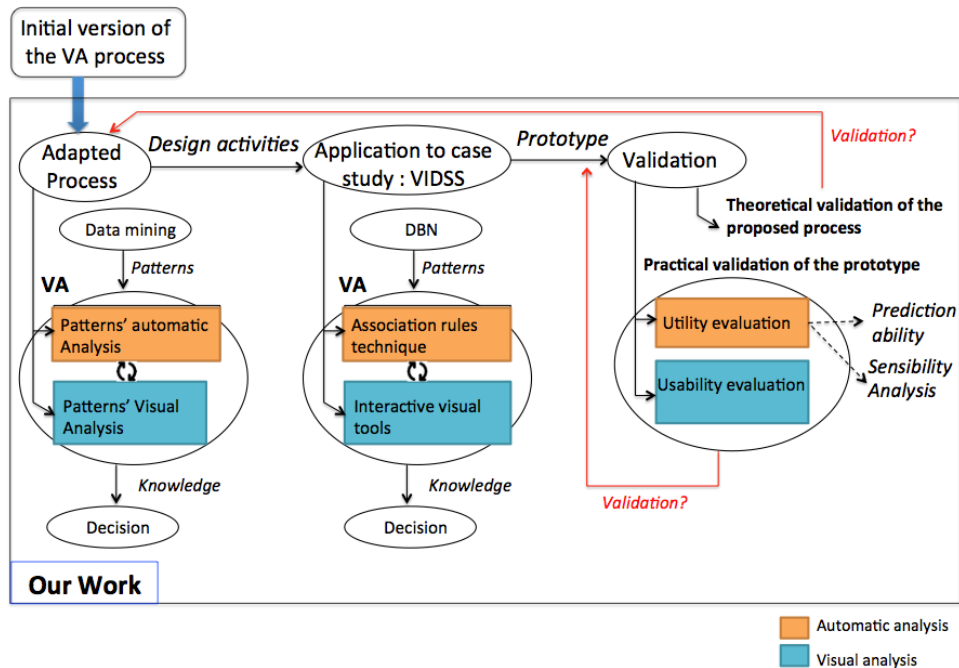 Initial version of
the VA process
Adapted
Process
Design activities
Application to case
study : VIDSS
Prototype
Validation
Validation?
Theoretical validation of the
proposed process
Data mining
Patterns
VA
Patterns' automatic
Analysis
Patterns' Visual
Analysis
Knowledge
Decision
DBN
Patterns
VA
Association rules
technique
Interactive visual
tools
Knowledge
Decision
Practical validation of the prototype
Utility evaluation
Usability evaluation
Prediction
ability
Sensibility
Analysis
Validation?
Our Work
Automatic analysis
Visual analysis